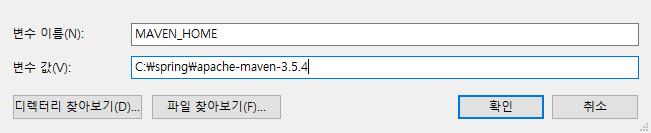 변수 이름(N):
MAVEN_HOME
변수 값(V):
C:₩spring₩apache-maven-3.5.4
디렉터리 찾아보기(D)... 파일 찾아보기(F)... 확인 취소